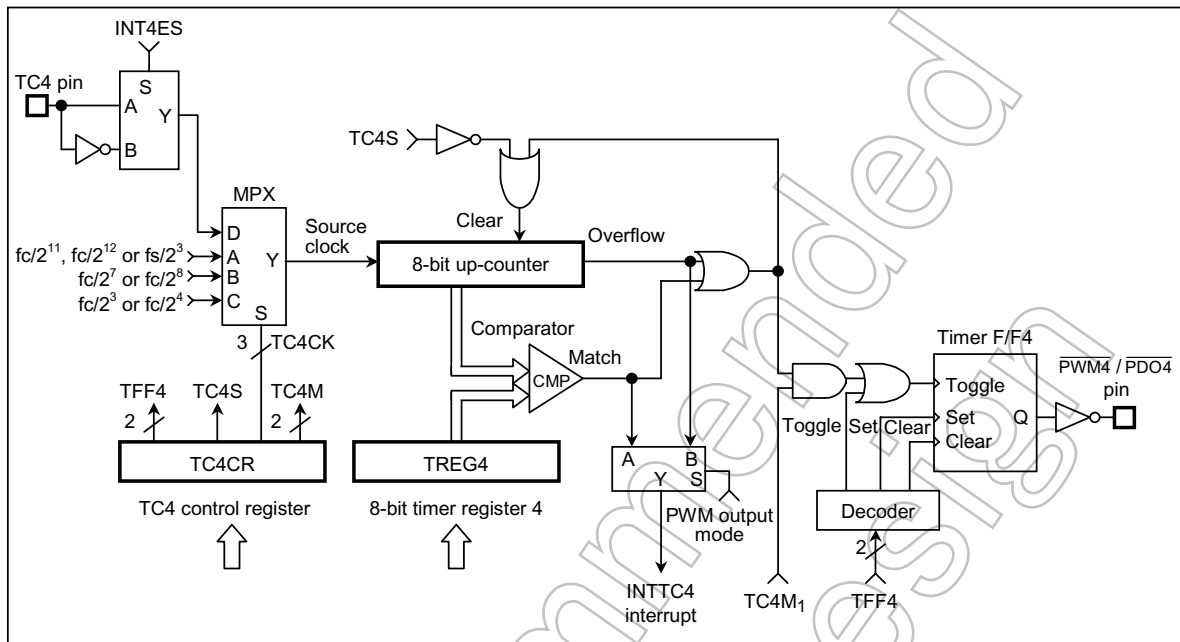 INT4ES
TC4 pin
S
A
Y
B
TC4S
MPX
Clear
D
Source clock
Overflow
fc/2¹¹, fc/2¹² or fs/2³
A
Y
8-bit up-counter
fc/2⁷ or fc/2⁸
B
fc/2³ or fc/2⁴
C
S
Comparator
3
TC4CK
Match
Timer F/F4
PWM4 / PDO4
pin
CMP
Toggle
TFF4
TC4S
TC4M
Toggle
Set
Clear
Set
Q
2
2
Clear
TC4CR
TREG4
A
B
Y
S
TC4 control register
8-bit timer register 4
PWM output
mode
Decoder
2
INTTC4
interrupt
TC4M₁
TFF4
mmended
esign